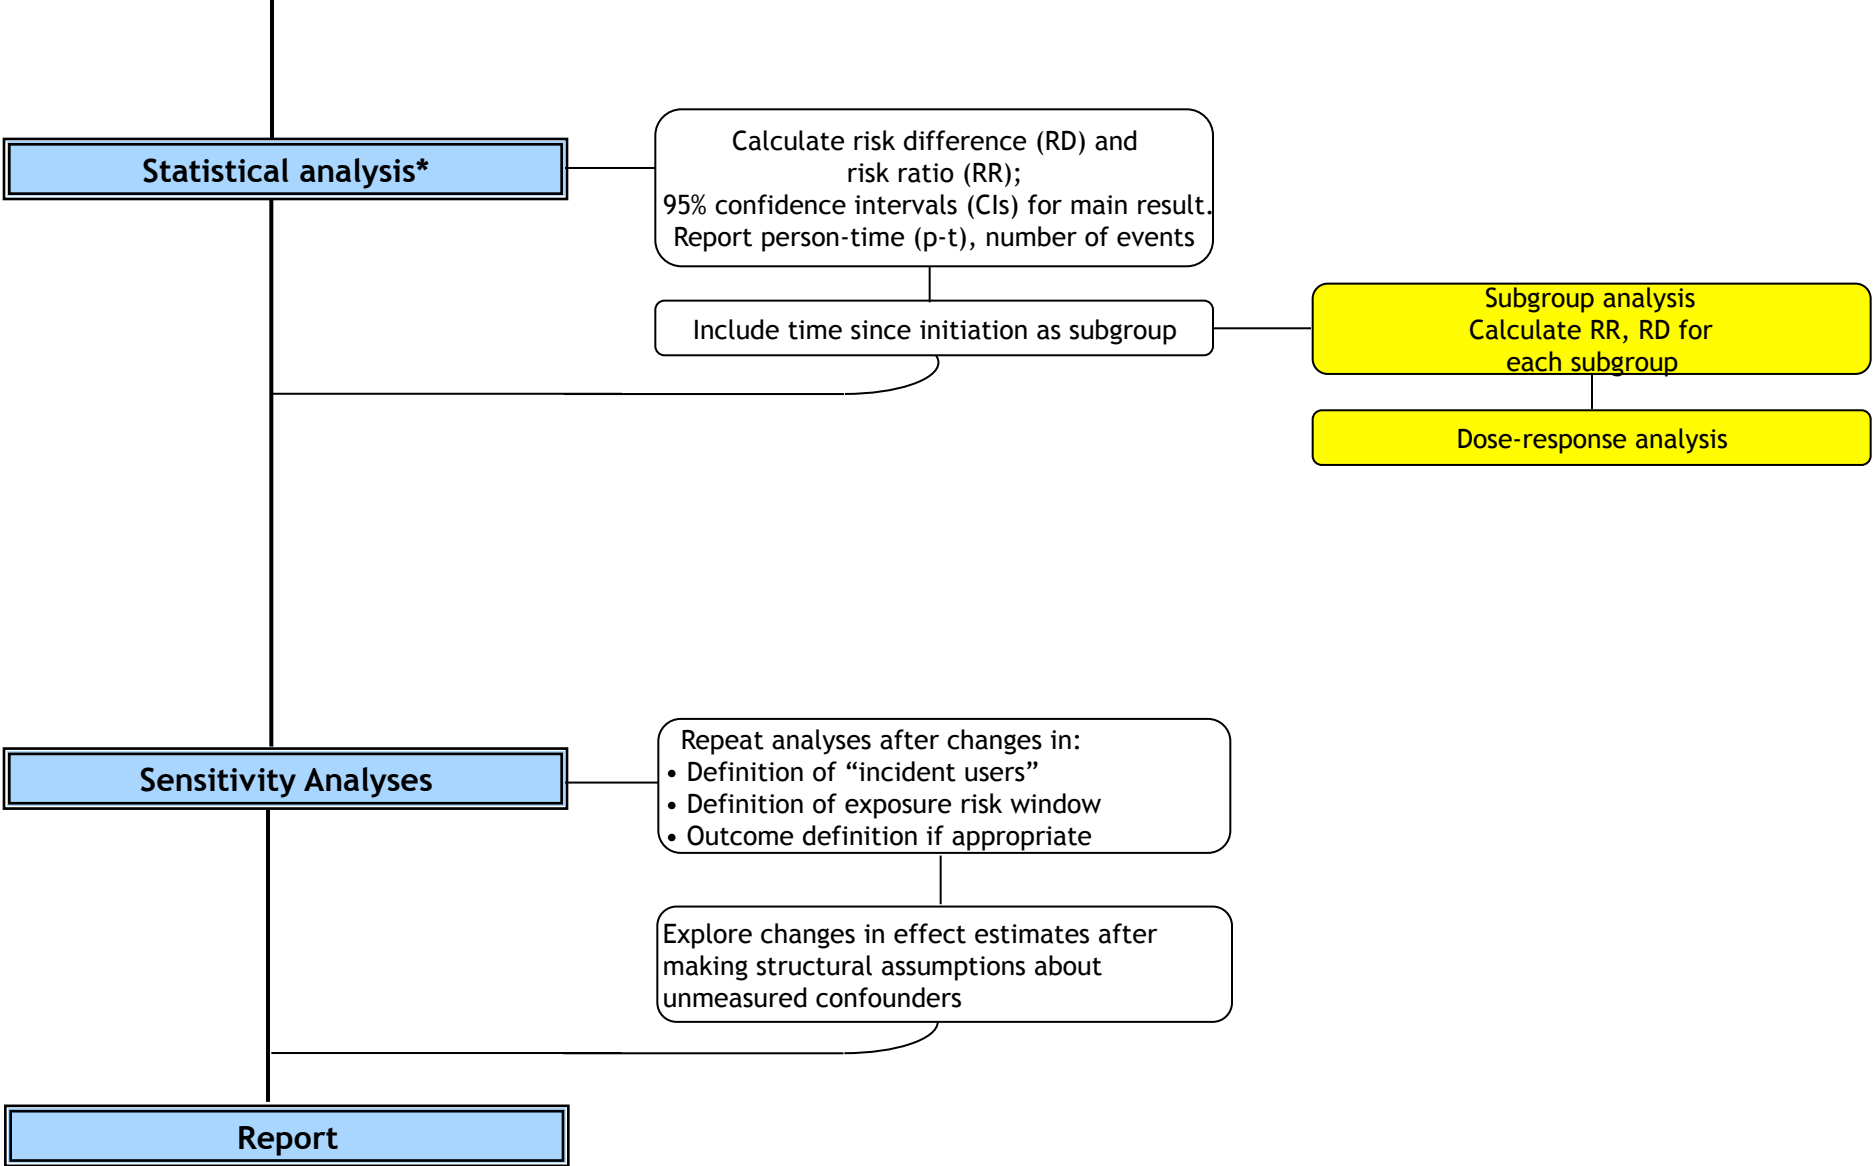 Statistical analysis*
Calculate risk difference (RD) and
risk ratio (RR);
95% confidence intervals (CIs) for main result.
Report person-time (p-t), number of events
Include time since initiation as subgroup
Subgroup analysis
Calculate RR, RD for
each subgroup
Dose-response analysis
Sensitivity Analyses
Repeat analyses after changes in:
• Definition of “incident users”
• Definition of exposure risk window
• Outcome definition if appropriate
Explore changes in effect estimates after
making structural assumptions about
unmeasured confounders
Report